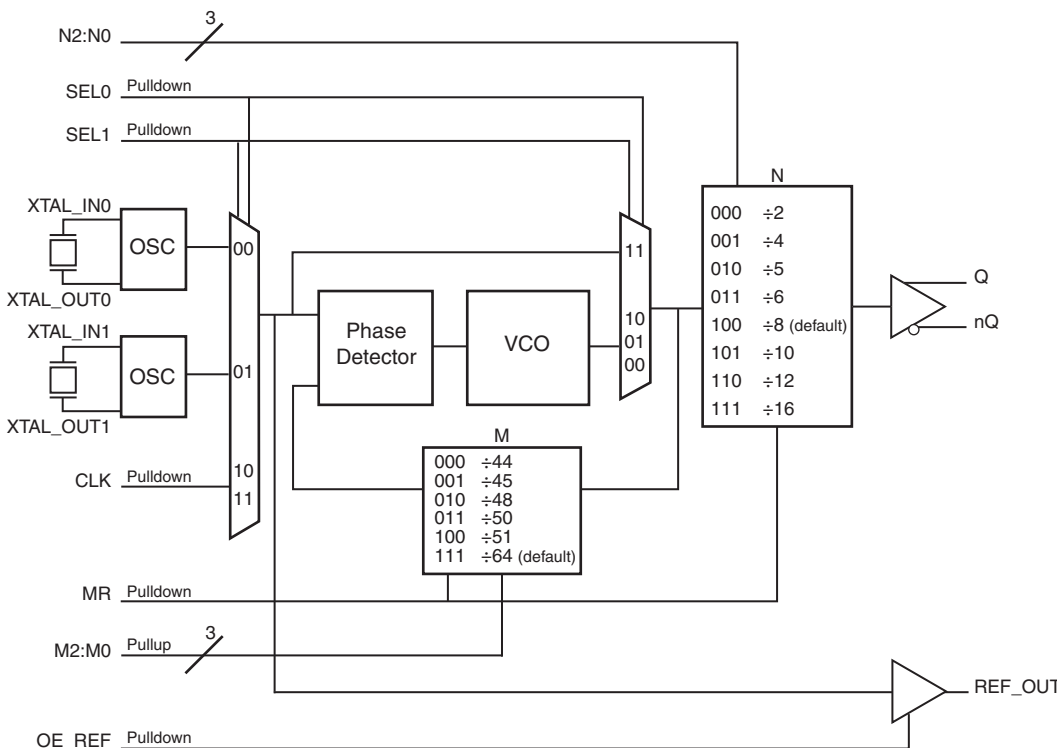 3
N2:N0
SEL0 Pulldown
SEL1 Pulldown
N
000 ÷2
001 ÷4
010 ÷5
011 ÷6
100 ÷8 (default)
101 ÷10
110 ÷12
111 ÷16
XTAL_IN0
OSC
XTAL_OUT0
XTAL_IN1
OSC
XTAL_OUT1
00
01
10
11
CLK Pulldown
Phase
Detector
VCO
11
10
01
00
Q
nQ
M
000 ÷44
001 ÷45
010 ÷48
011 ÷50
100 ÷51
111 ÷64 (default)
MR Pulldown
3
M2:M0 Pullup
REF_OUT
OE_REF Pulldown